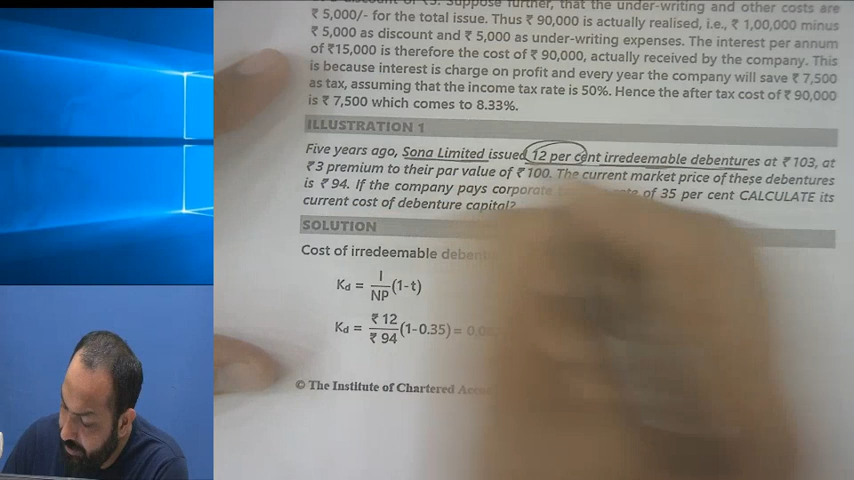 discount of ₹5. Suppose further, that the under-writing and other costs are
₹ 5,000/- for the total issue. Thus ₹ 90,000 is actually realised, i.e., ₹ 1,00,000 minus
₹ 5,000 as discount and ₹ 5,000 as under-writing expenses. The interest per annum
of ₹15,000 is therefore the cost of ₹ 90,000, actually received by the company. This
is because interest is charge on profit and every year the company will save ₹ 7,500
as tax, assuming that the income tax rate is 50%. Hence the after tax cost of ₹ 90,000
is ₹ 7,500 which comes to 8.33%.
ILLUSTRATION 1
Five years ago, Sona Limited issued 12 per cent irredeemable debentures at ₹ 103, at
₹ 3 premium to their par value of ₹ 100. The current market price of these debentures
is ₹ 94. If the company pays corporate of 35 per cent CALCULATE its
current cost of debenture capital?
SOLUTION
Cost of irredeemable
Kd = I/NP (1-t)
Kd = ₹ 12/₹ 94 (1-0.35) =
© The Institute of Chartered